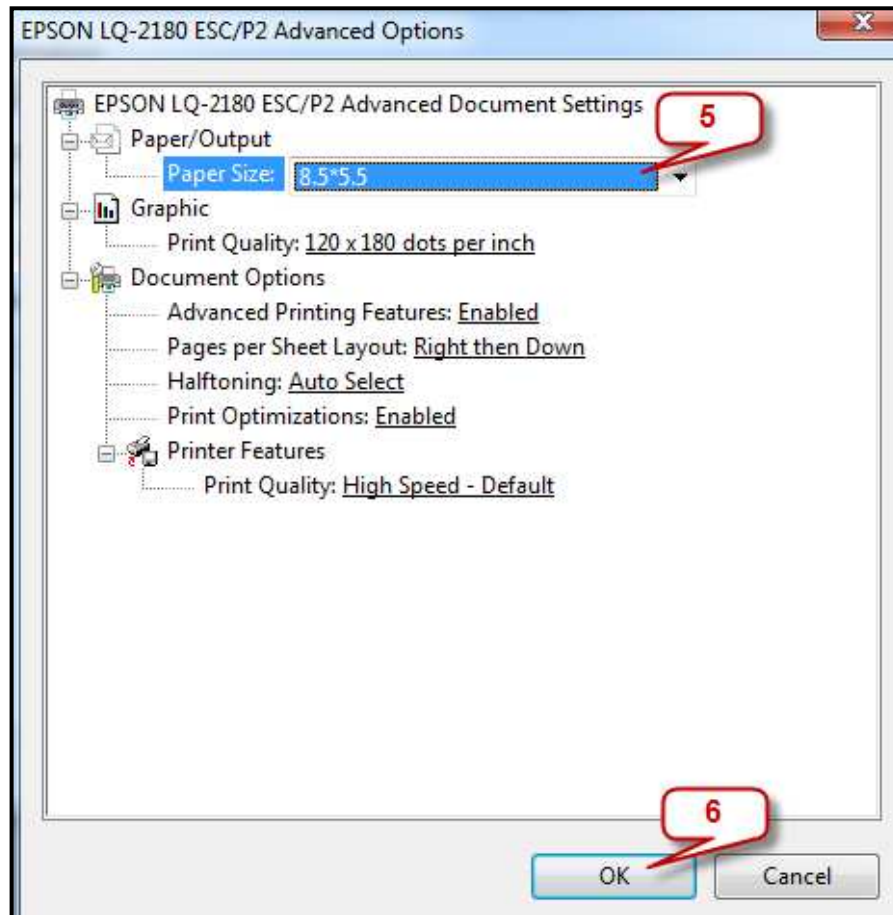 EPSON LQ-2180 ESC/P2 Advanced Options
EPSON LQ-2180 ESC/P2 Advanced Document Settings
5
Paper/Output
Paper Size: 8.5*5.5
Graphic
Print Quality: 120 x 180 dots per inch
Document Options
Advanced Printing Features: Enabled
Pages per Sheet Layout: Right then Down
Halftoning: Auto Select
Print Optimizations: Enabled
Printer Features
Print Quality: High Speed - Default
6
OK Cancel